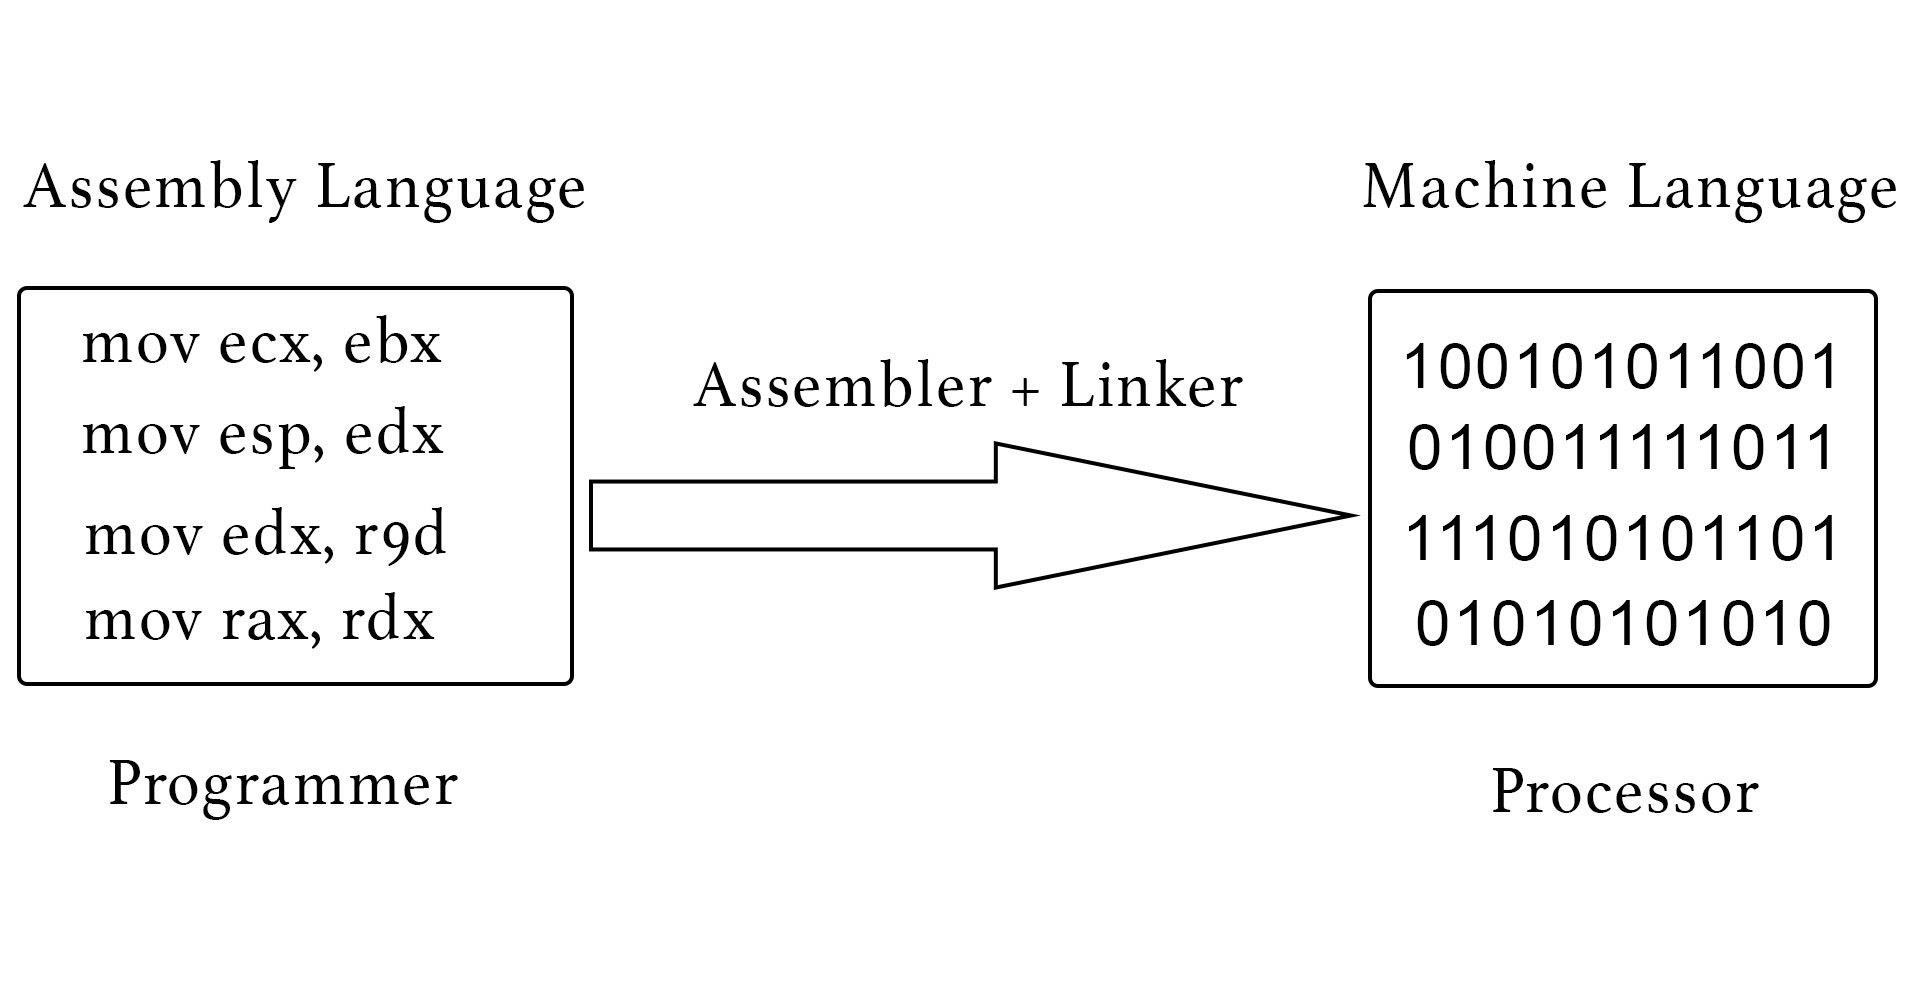 Assembly Language
mov ecx, ebx
mov esp, edx
mov edx, r9d
mov rax, rdx
Programmer
Assembler + Linker
Machine Language
100101011001
010011111011
111010101101
01010101010
Processor